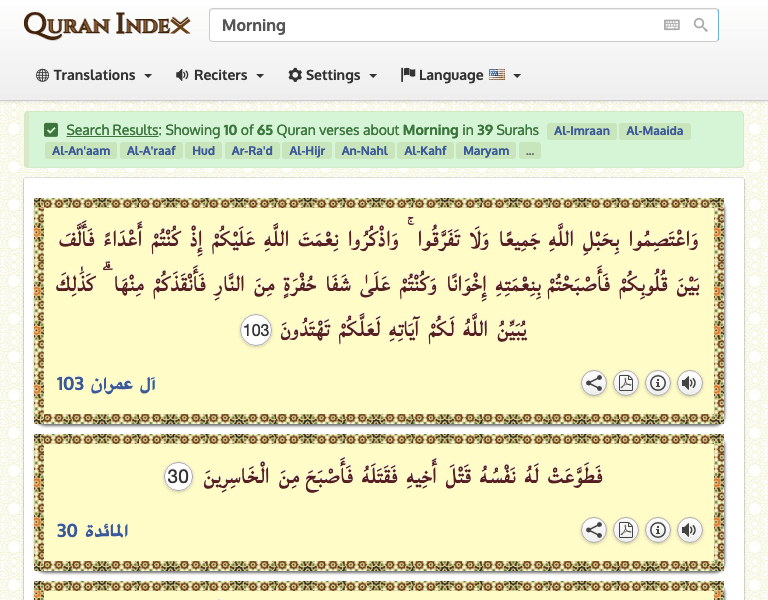 Quran Index
Morning
Translations Reciters Settings Language
Search Results: Showing 10 of 65 Quran verses about Morning in 39 Surahs Al-Imraan Al-Maaida
Al-An'aam Al-A'raaf Hud Ar-Ra'd Al-Hijr An-Nahl Al-Kahf Maryam ...
وَاعْتَصِمُوا بِحَبْلِ اللَّهِ جَمِيعًا وَلَا تَفَرَّقُوا ۚ وَاذْكُرُوا نِعْمَتَ اللَّهِ عَلَيْكُمْ إِذْ كُنْتُمْ أَعْدَاءً فَأَلَّفَ
بَيْنَ قُلُوبِكُمْ فَأَصْبَحْتُمْ بِنِعْمَتِهِ إِخْوَانًا وَكُنْتُمْ عَلَىٰ شَفَا حُفْرَةٍ مِنَ النَّارِ فَأَنْقَذَكُمْ مِنْهَا ۗ كَذَٰلِكَ
يُبَيِّنُ اللَّهُ لَكُمْ آيَاتِهِ لَعَلَّكُمْ تَهْتَدُونَ 103
آل عمران 103
فَطَوَّعَتْ لَهُ نَفْسُهُ قَتْلَ أَخِيهِ فَقَتَلَهُ فَأَصْبَحَ مِنَ الْخَاسِرِينَ 30
المائدة 30